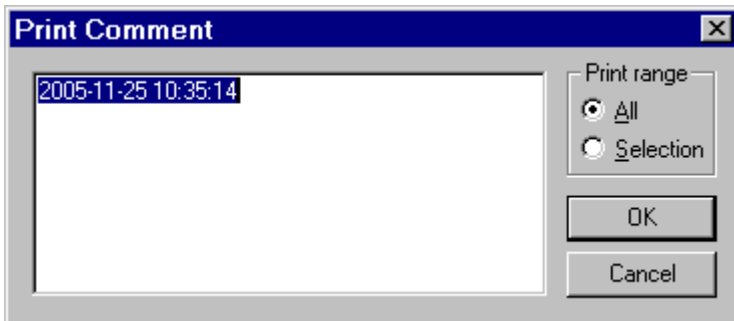 Print Comment
2005-11-25 10:35:14
Print range
All
Selection
OK
Cancel